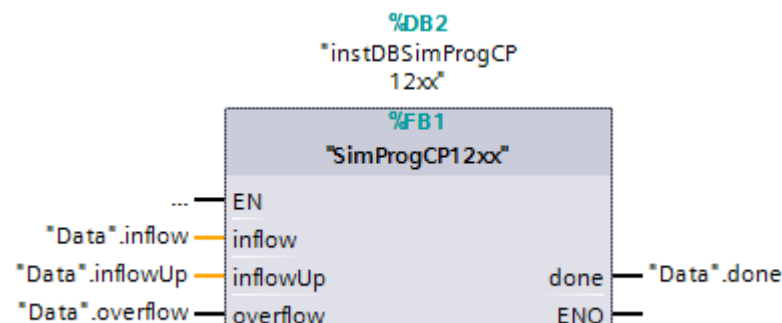 %DB2
"instDBSimProgCP
12xx"
%FB1
"SimProgCP12xx"
... EN
"Data".inflow inflow
"Data".inflowUp inflowUp done "Data".done
"Data".overflow overflow ENO